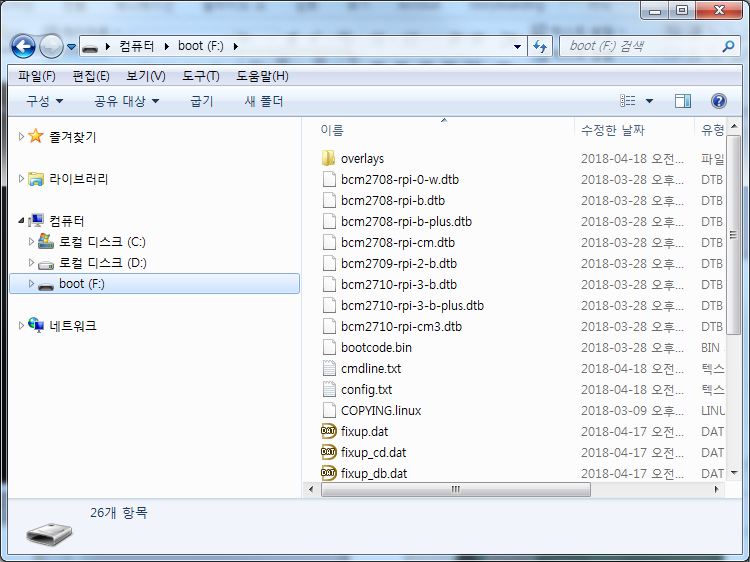 컴퓨터 boot (F:)
boot (F:) 검색
파일(F) 편집(E) 보기(V) 도구(T) 도움말(H)
구성 공유 대상 굽기 새 폴더
즐겨찾기
라이브러리
컴퓨터
로컬 디스크 (C:)
로컬 디스크 (D:)
boot (F:)
네트워크
이름 수정한 날짜 유형
overlays 2018-04-18 오전... 파일
bcm2708-rpi-0-w.dtb 2018-03-28 오후... DTB
bcm2708-rpi-b.dtb 2018-03-28 오후... DTB
bcm2708-rpi-b-plus.dtb 2018-03-28 오후... DTB
bcm2708-rpi-cm.dtb 2018-03-28 오후... DTB
bcm2709-rpi-2-b.dtb 2018-03-28 오후... DTB
bcm2710-rpi-3-b.dtb 2018-03-28 오후... DTB
bcm2710-rpi-3-b-plus.dtb 2018-03-28 오후... DTB
bcm2710-rpi-cm3.dtb 2018-03-28 오후... DTB
bootcode.bin 2018-03-28 오후... BIN
cmdline.txt 2018-04-18 오전... 텍스
config.txt 2018-04-18 오전... 텍스
COPYING.linux 2018-03-09 오후... LINU
DAT fixup.dat 2018-04-17 오전... DAT
DAT fixup_cd.dat 2018-04-17 오전... DAT
DAT fixup_db.dat 2018-04-17 오전... DAT
26개 항목